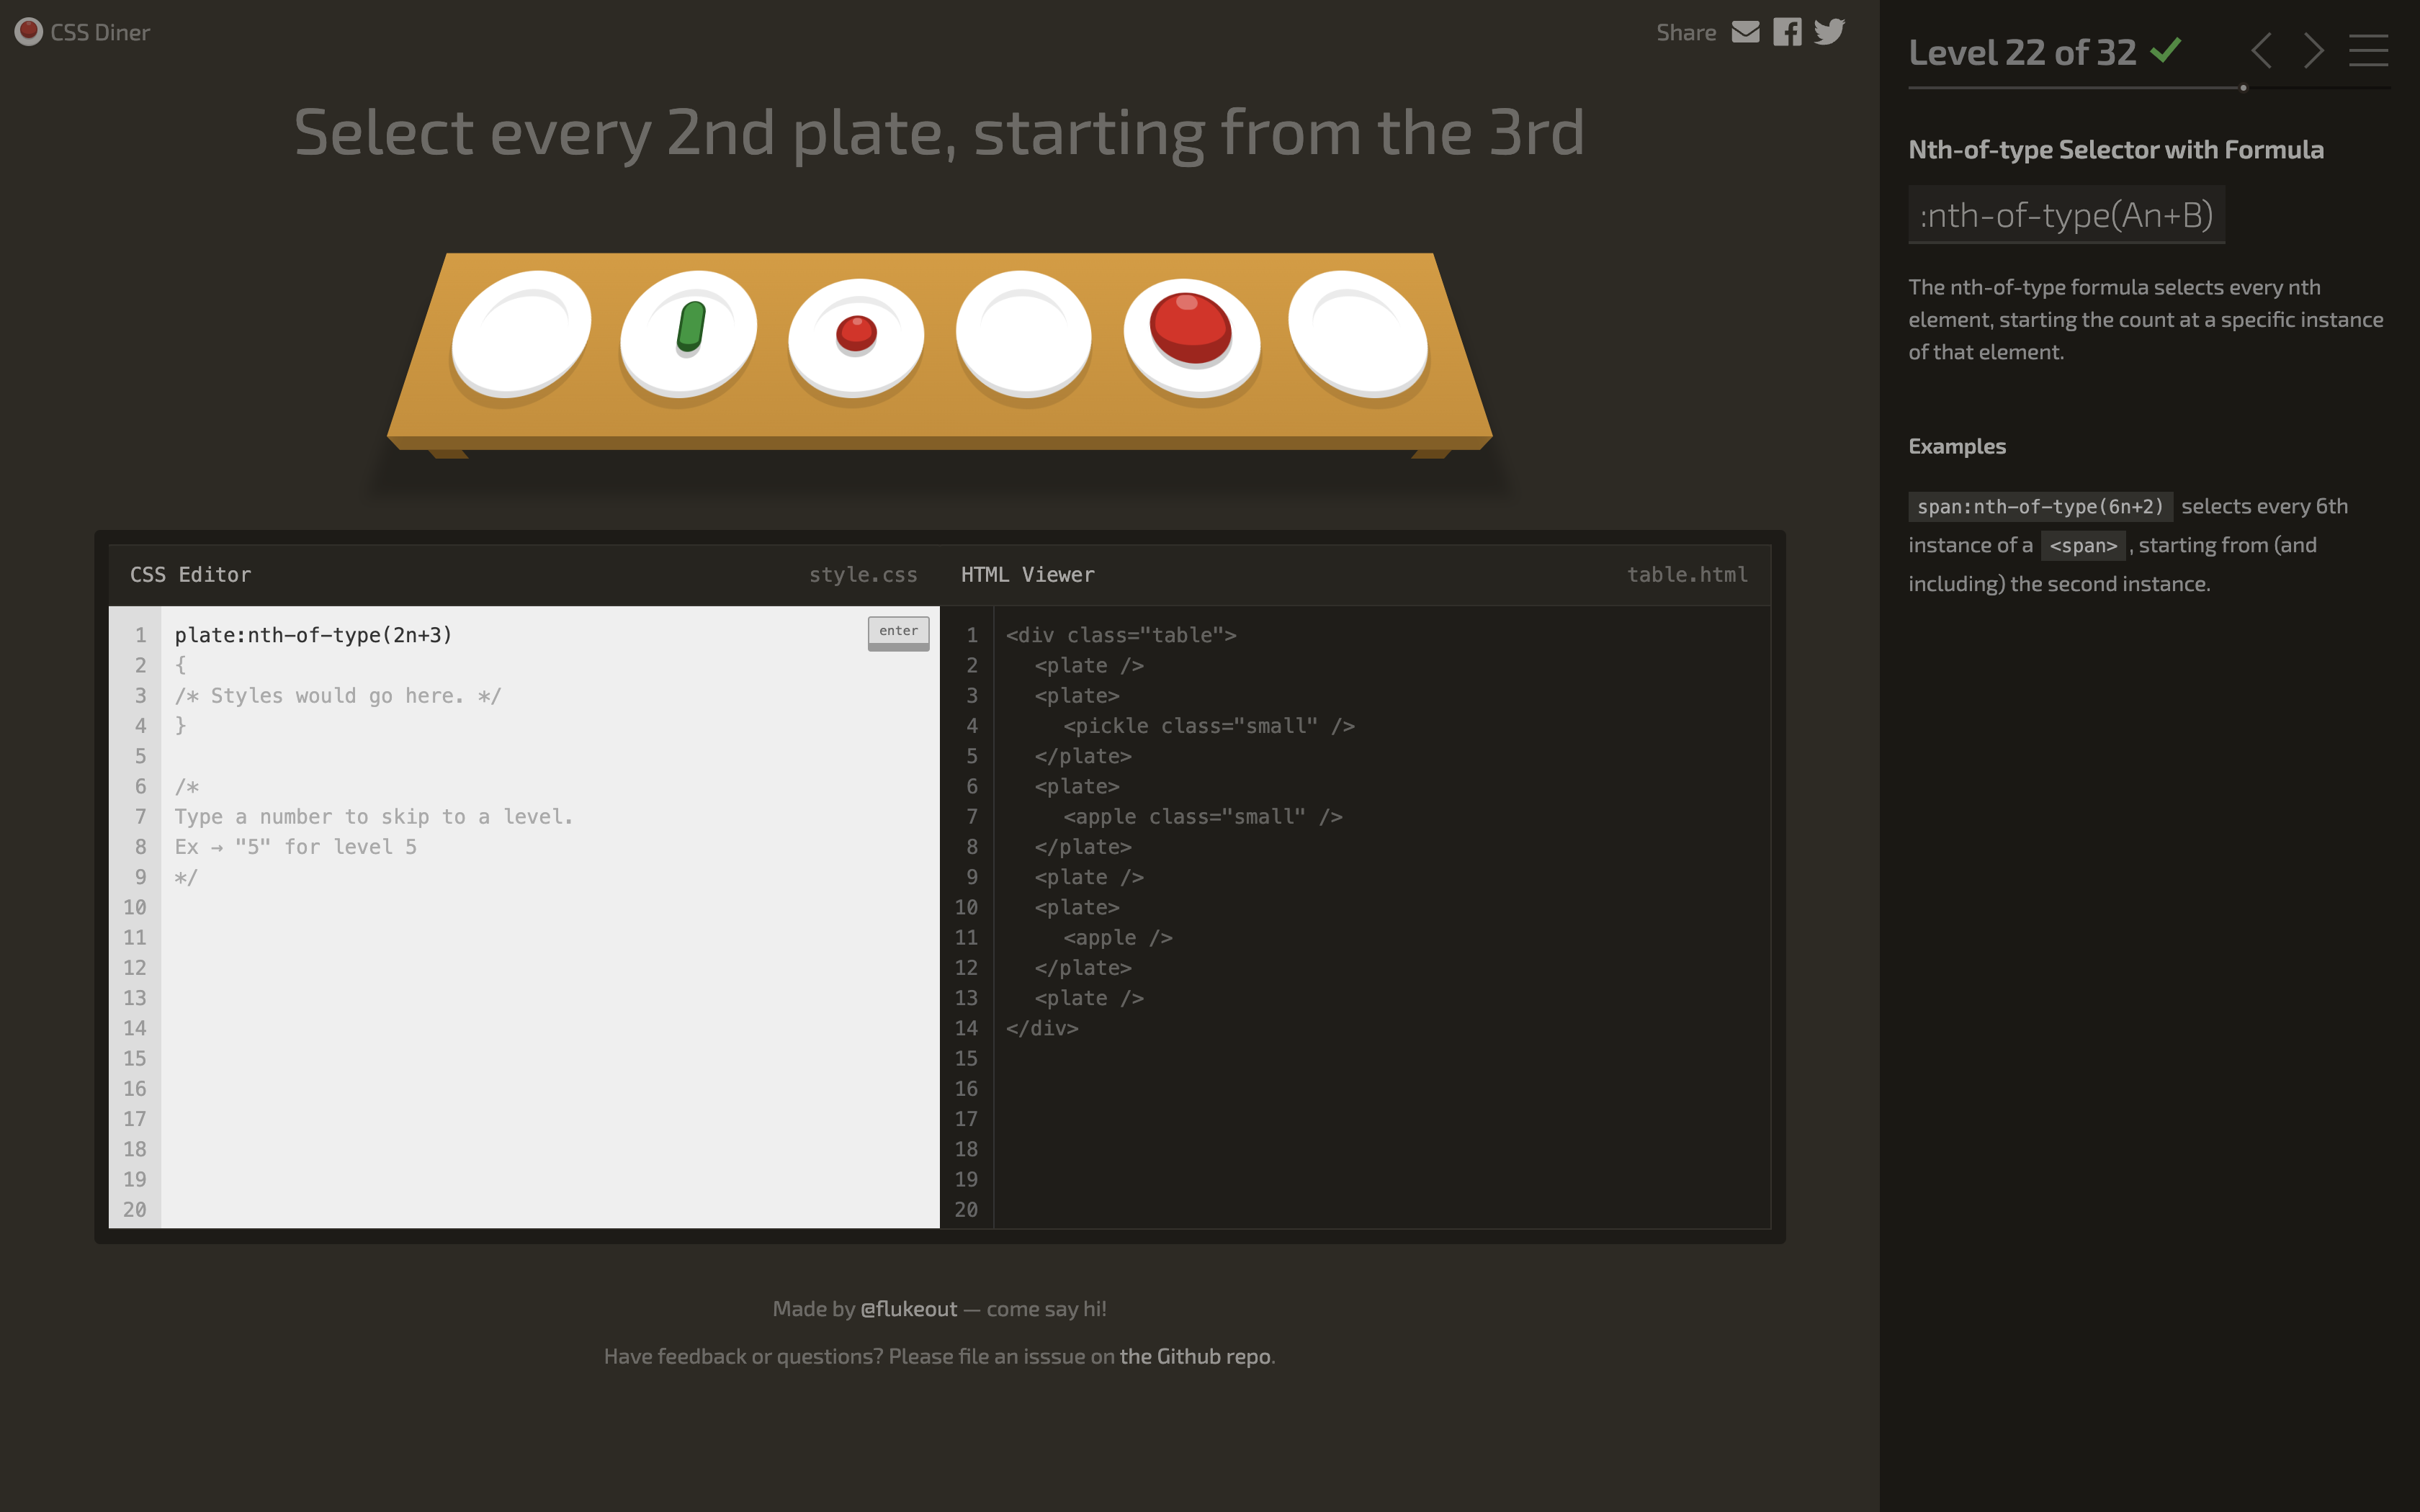 CSS Diner
Share
Select every 2nd plate, starting from the 3rd
CSS Editor
style.css
1 plate:nth-of-type(2n+3)
enter
2 {
3 /* Styles would go here. */
4 }
5
6 /*
7 Type a number to skip to a level.
8 Ex → "5" for level 5
9 */
10
11
12
13
14
15
16
17
18
19
20
HTML Viewer
table.html
1 <div class="table">
2 <plate />
3 <plate>
4 <pickle class="small" />
5 </plate>
6 <plate>
7 <apple class="small" />
8 </plate>
9 <plate />
10 <plate>
11 <apple />
12 </plate>
13 <plate />
14 </div>
15
16
17
18
19
20
Made by @flukeout — come say hi!
Have feedback or questions? Please file an isssue on the Github repo.
Level 22 of 32
Nth-of-type Selector with Formula
:nth-of-type(An+B)
The nth-of-type formula selects every nth
element, starting the count at a specific instance
of that element.
Examples
span:nth-of-type(6n+2) selects every 6th
instance of a <span> , starting from (and
including) the second instance.